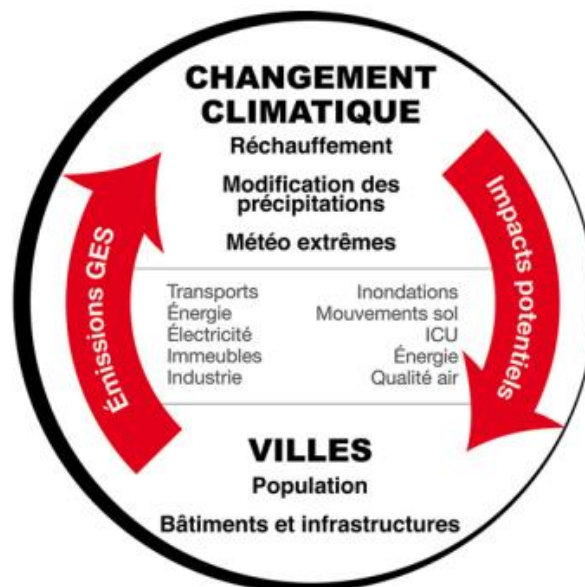 CHANGEMENT
CLIMATIQUE
Réchauffement
Modification des
précipitations
Météo extrêmes
Émissions GES
Impacts potentiels
Transports
Énergie
Électricité
Immeubles
Industrie
Inondations
Mouvements sol
ICU
Énergie
Qualité air
VILLES
Population
Bâtiments et infrastructures